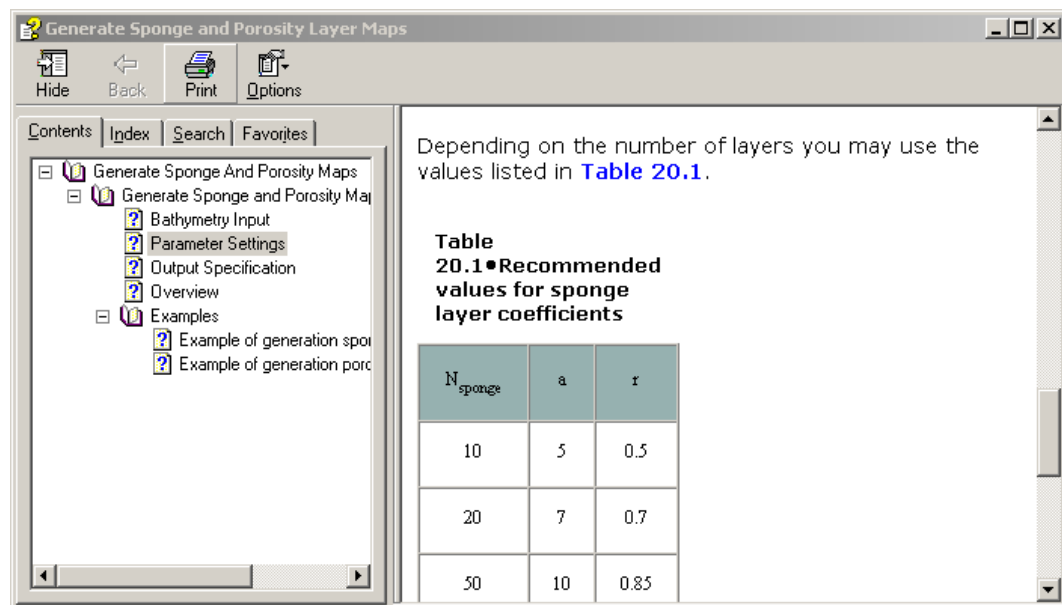 Generate Sponge and Porosity Layer Maps
Hide Back Print Options
Contents Index Search Favorites
Generate Sponge And Porosity Maps
Generate Sponge and Porosity Ma
Bathymetry Input
Parameter Settings
Output Specification
Overview
Examples
Example of generation spo
Example of generation poro
Depending on the number of layers you may use the
values listed in Table 20.1.
Table
20.1•Recommended
values for sponge
layer coefficients
Nsponge a r
10 5 0.5
20 7 0.7
50 10 0.85